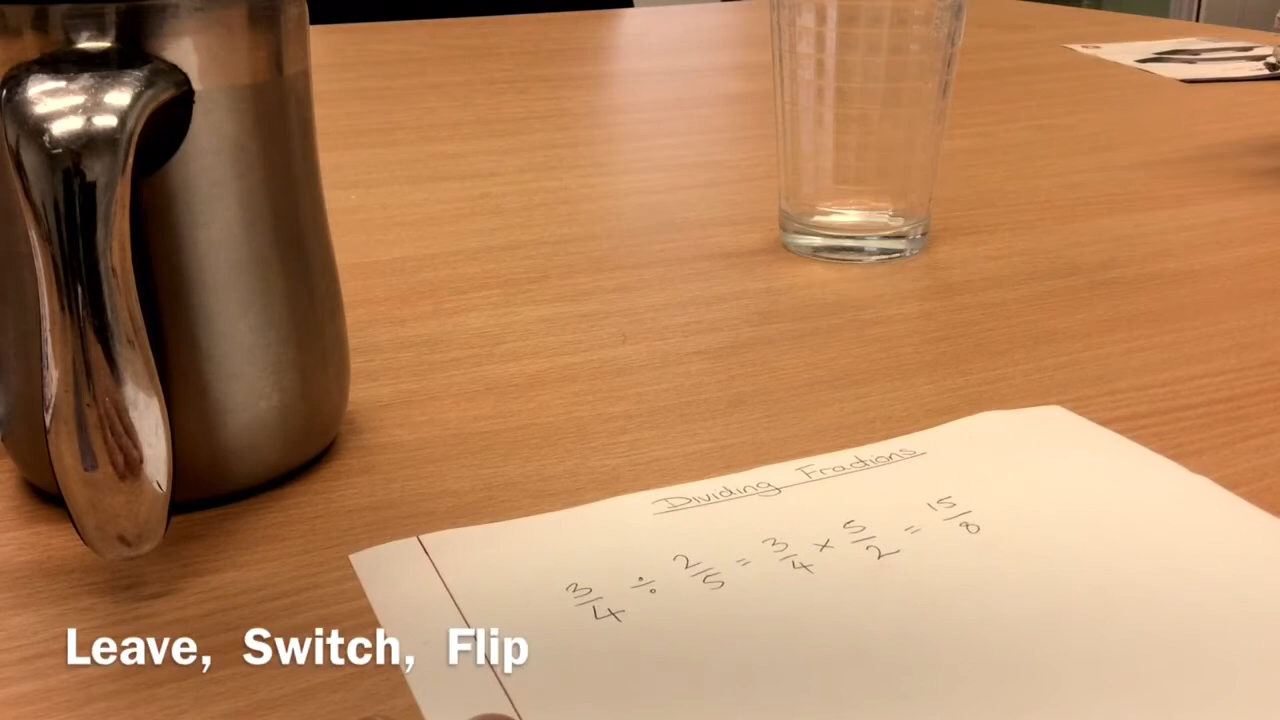 Dividing Fractions
3/4 ÷ 2/5 = 3/4 × 5/2 = 15/8
Leave, Switch, Flip